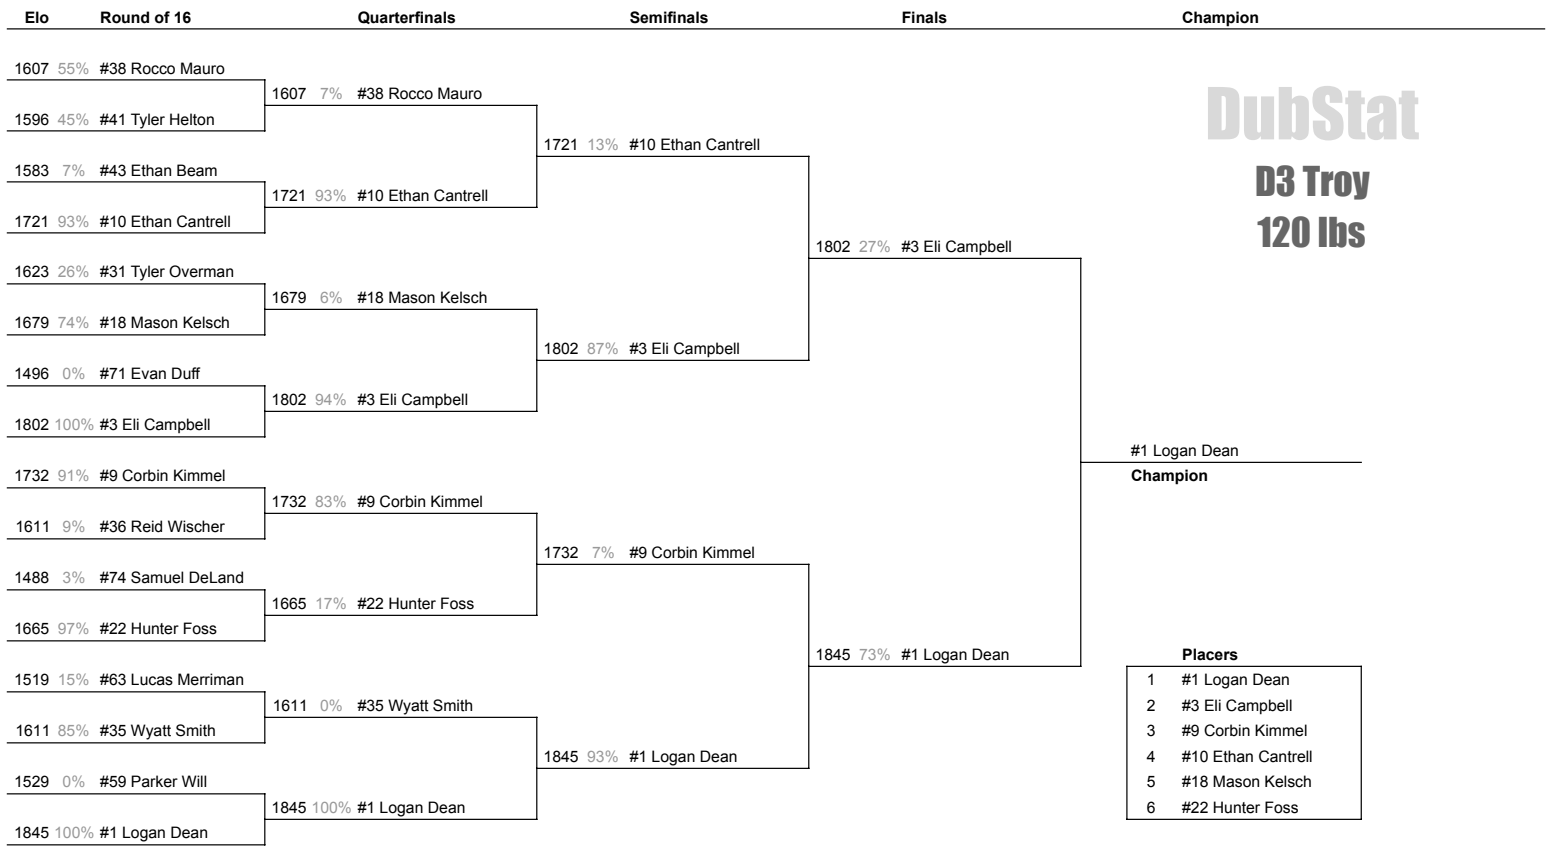 Elo Round of 16 Quarterfinals Semifinals Finals Champion
1607 55% #38 Rocco Mauro
1607 7% #38 Rocco Mauro
DubStat
1596 45% #41 Tyler Helton
1721 13% #10 Ethan Cantrell
1583 7% #43 Ethan Beam
D3 Troy
1721 93% #10 Ethan Cantrell
1721 93% #10 Ethan Cantrell
120 lbs
1802 27% #3 Eli Campbell
1623 26% #31 Tyler Overman
1679 6% #18 Mason Kelsch
1679 74% #18 Mason Kelsch
1802 87% #3 Eli Campbell
1496 0% #71 Evan Duff
1802 94% #3 Eli Campbell
1802 100% #3 Eli Campbell
#1 Logan Dean
1732 91% #9 Corbin Kimmel
Champion
1732 83% #9 Corbin Kimmel
1611 9% #36 Reid Wischer
1732 7% #9 Corbin Kimmel
1488 3% #74 Samuel DeLand
1665 17% #22 Hunter Foss
1665 97% #22 Hunter Foss
1845 73% #1 Logan Dean
Placers
1519 15% #63 Lucas Merriman
1 #1 Logan Dean
1611 0% #35 Wyatt Smith
2 #3 Eli Campbell
1611 85% #35 Wyatt Smith
3 #9 Corbin Kimmel
1845 93% #1 Logan Dean
4 #10 Ethan Cantrell
1529 0% #59 Parker Will
5 #18 Mason Kelsch
1845 100% #1 Logan Dean
6 #22 Hunter Foss
1845 100% #1 Logan Dean